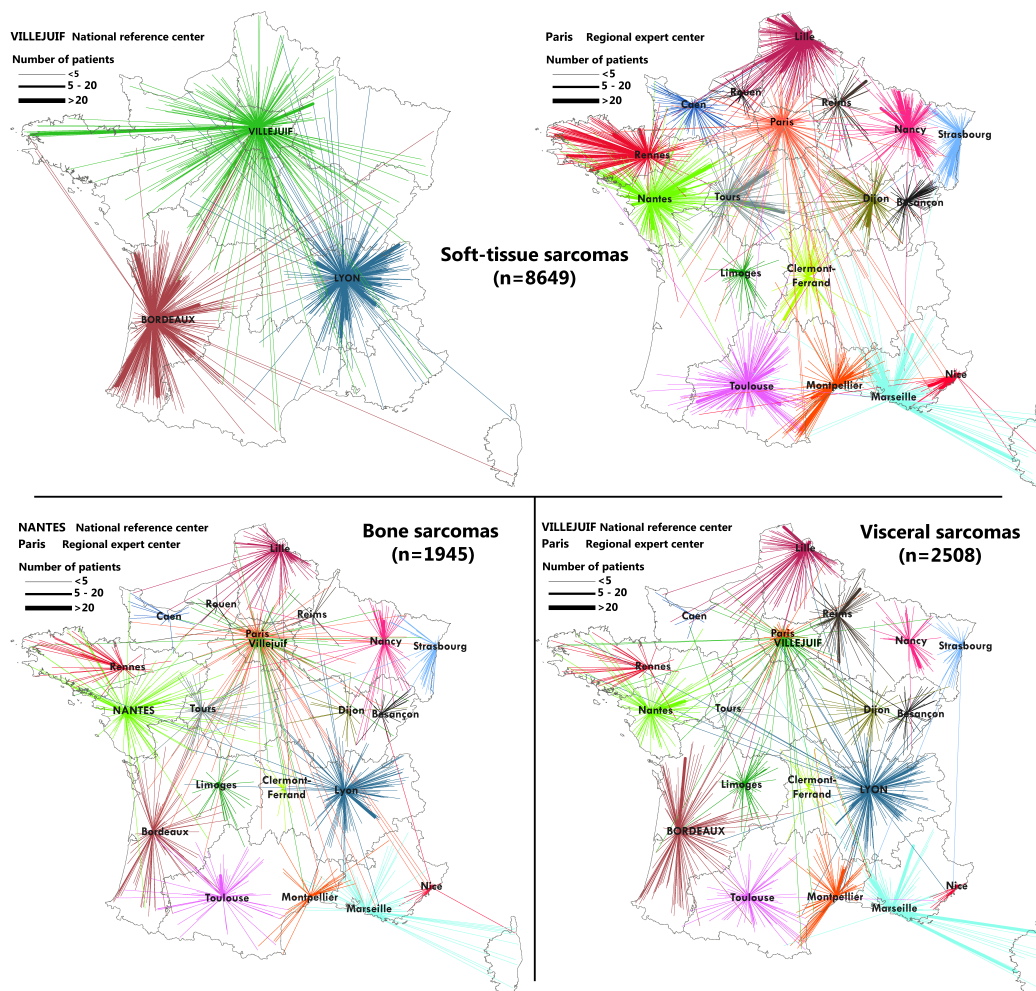 VILLEJUIF National reference center
Number of patients
<5
5 - 20
>20
VILLEJUIF
LYON
BORDEAUX
Soft-tissue sarcomas
(n=8649)
Paris Regional expert center
Number of patients
<5
5 - 20
>20
Lille
Rouen
Caen
Reims
Paris
Nancy
Strasbourg
Rennes
Nantes
Tours
Dijon
Besançon
Limoges
Clermont-
Ferrand
Toulouse
Montpellier
Marseille
Nice
NANTES National reference center
Paris Regional expert center
Number of patients
<5
5 - 20
>20
Bone sarcomas
(n=1945)
Lille
Rouen
Caen
Reims
Paris
Villejuif
Nancy
Strasbourg
Rennes
NANTES
Tours
Dijon
Besançon
Limoges
Clermont-
Ferrand
Lyon
Bordeaux
Toulouse
Montpellier
Marseille
Nice
VILLEJUIF National reference center
Paris Regional expert center
Number of patients
<5
5 - 20
>20
Visceral sarcomas
(n=2508)
Lille
Caen
Reims
Paris
VILLEJUIF
Nancy
Strasbourg
Rennes
Nantes
Tours
Dijon
Besançon
Limoges
Clermont-
Ferrand
LYON
BORDEAUX
Toulouse
Montpellier
Marseille
Nice